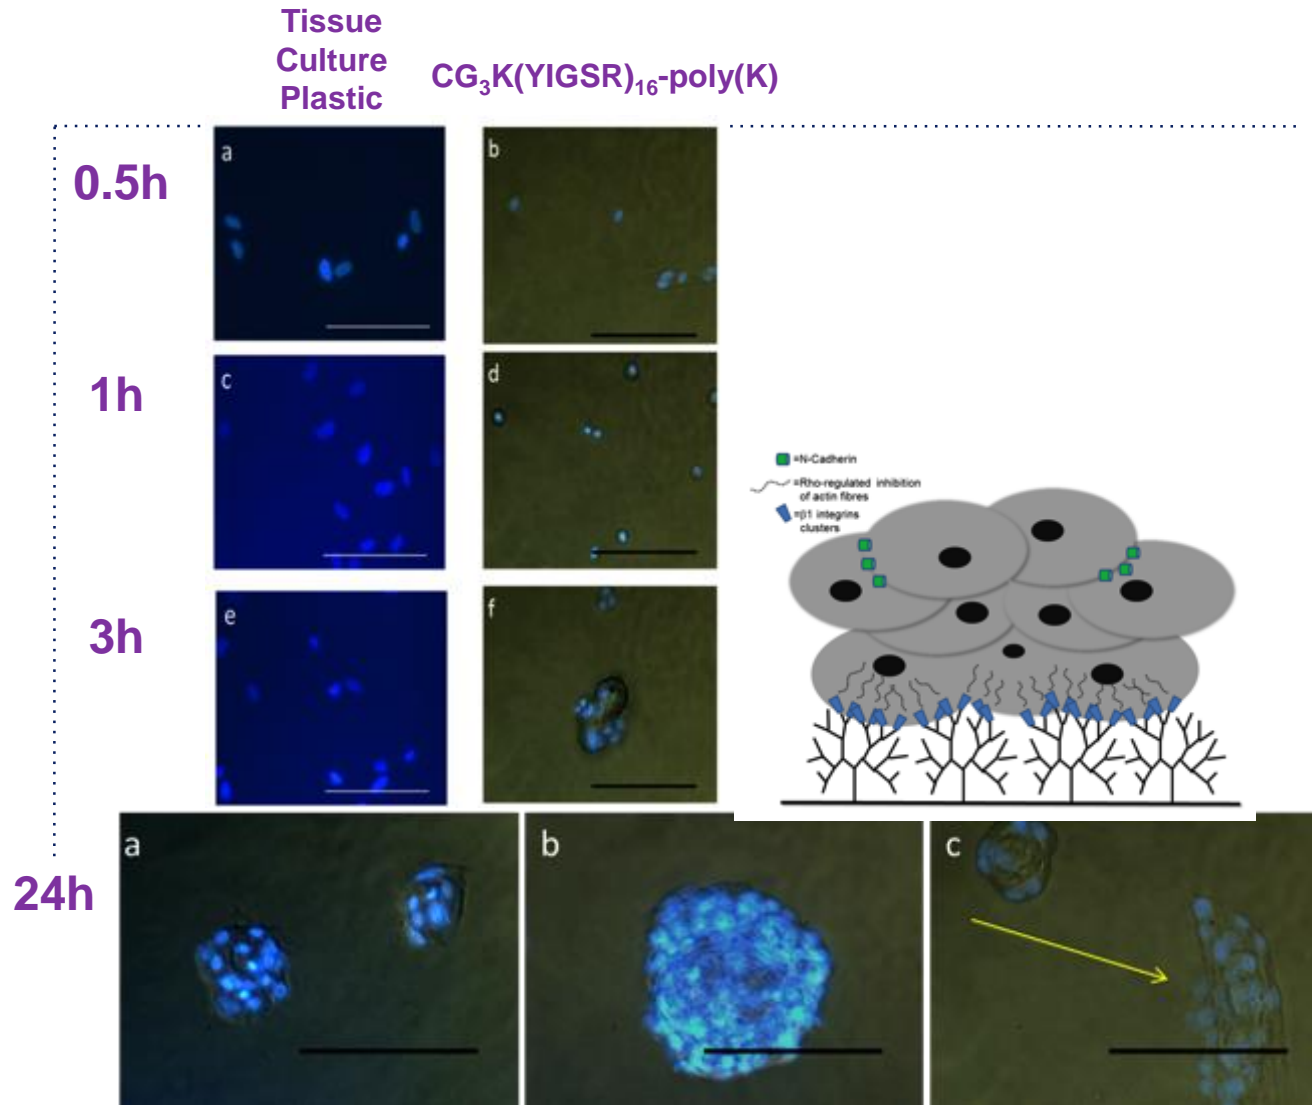 Tissue
Culture
Plastic
CG₃K(YIGSR)₁₆-poly(K)
0.5h
a
b
1h
c
d
=N-Cadherin
=Rho-regulated inhibition
of actin fibres
=β1 integrins
clusters
3h
e
f
24h
a
b
c